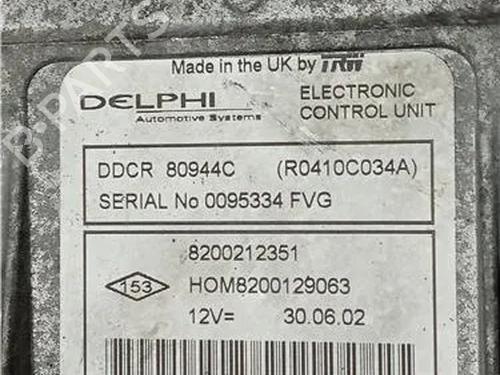 Made in the UK by TRW
DELPHI
Automotive Systems
ELECTRONIC
CONTROL UNIT
DDCR 80944C (R0410C034A)
SERIAL No 0095334 FVG
8200212351
153
HOM8200129063
12V= 30.06.02
B-PARTS